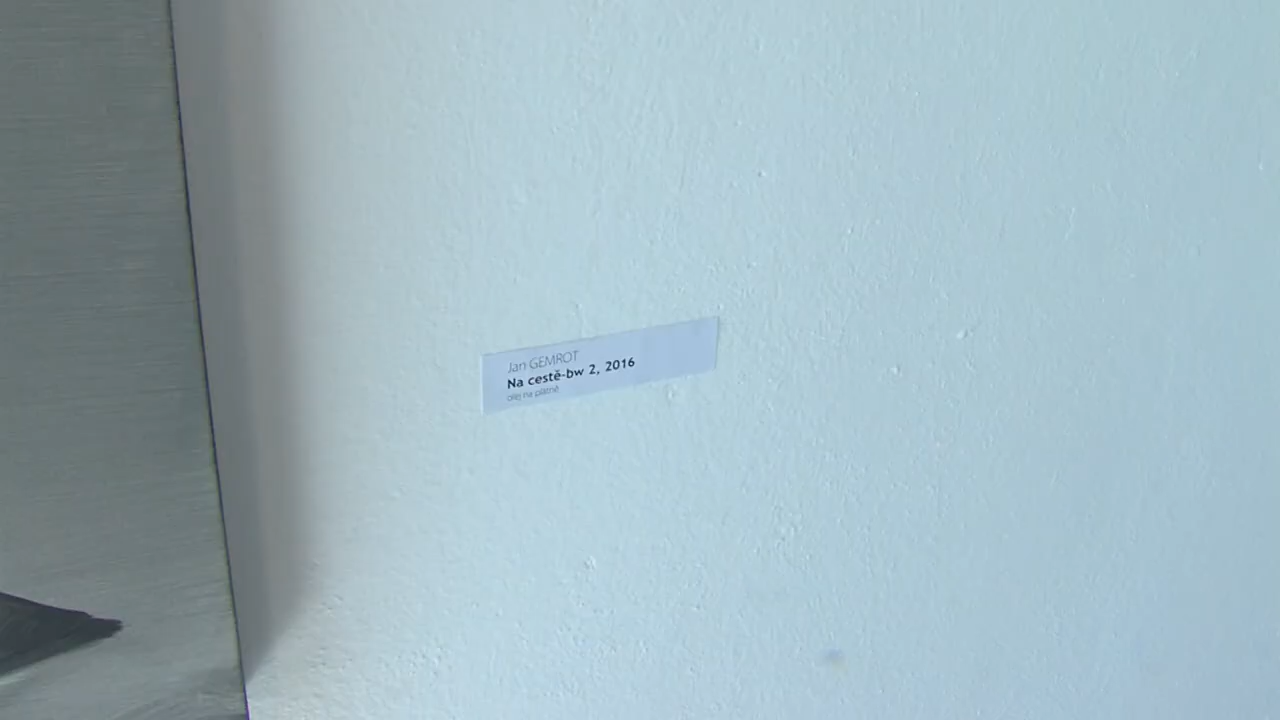 Jan GEMROT
Na cestě-bw 2, 2016
olej na plátně